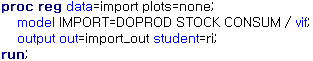 proc reg data=import plots=none;
model IMPORT=DOPROD STOCK CONSUM / vif;
output out=import_out student=ri;
run;